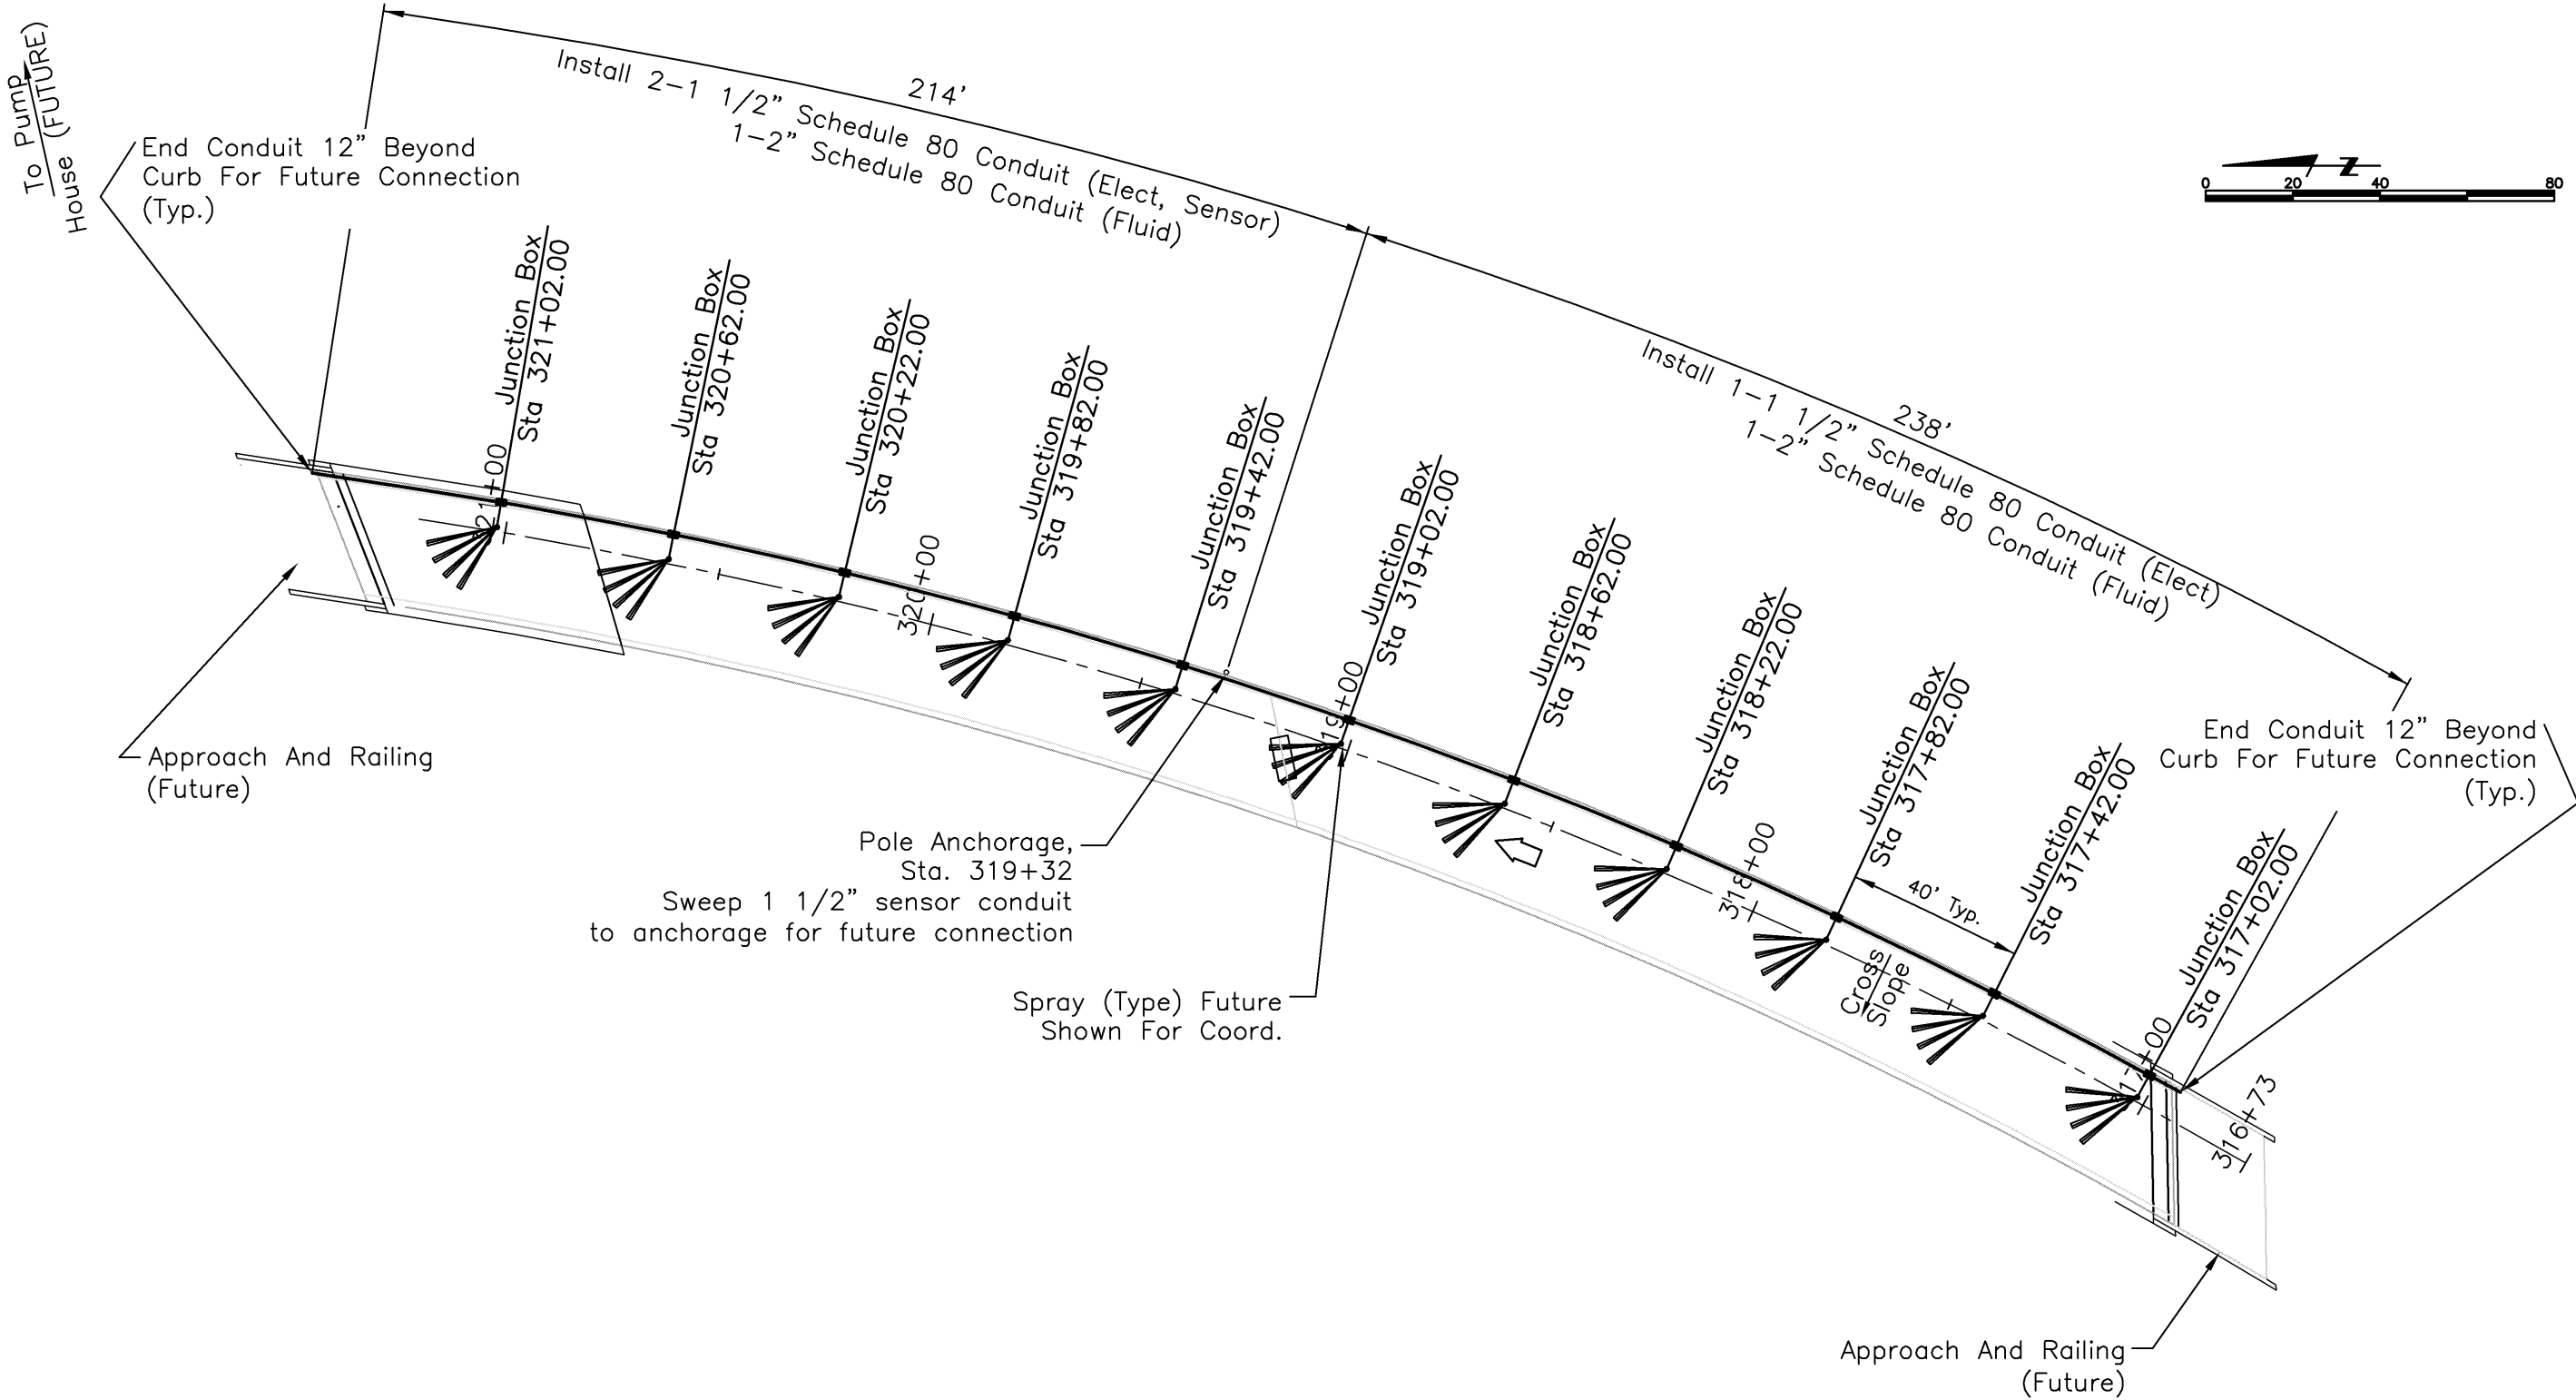 To Pump
House (FUTURE)
End Conduit 12" Beyond
Curb For Future Connection
(Typ.)
214'
Install 2-1 1/2" Schedule 80 Conduit (Elect, Sensor)
1-2" Schedule 80 Conduit (Fluid)
Z
0 20 40 80
238'
Install 1-1 1/2" Schedule 80 Conduit (Elect)
1-2" Schedule 80 Conduit (Fluid)
Junction Box
Sta 321+02.00
Junction Box
Sta 320+62.00
Junction Box
Sta 320+22.00
Junction Box
Sta 319+82.00
Junction Box
Sta 319+42.00
Junction Box
Sta 319+02.00
Junction Box
Sta 318+62.00
Junction Box
Sta 318+22.00
Junction Box
Sta 317+82.00
Junction Box
Sta 317+42.00
Junction Box
Sta 317+02.00
321+00
320+00
319+00
318+00
317+00
316+73
40' Typ.
Cross
Slope
End Conduit 12" Beyond
Curb For Future Connection
(Typ.)
Approach And Railing
(Future)
Pole Anchorage,
Sta. 319+32
Sweep 1 1/2" sensor conduit
to anchorage for future connection
Spray (Type) Future
Shown For Coord.
Approach And Railing
(Future)